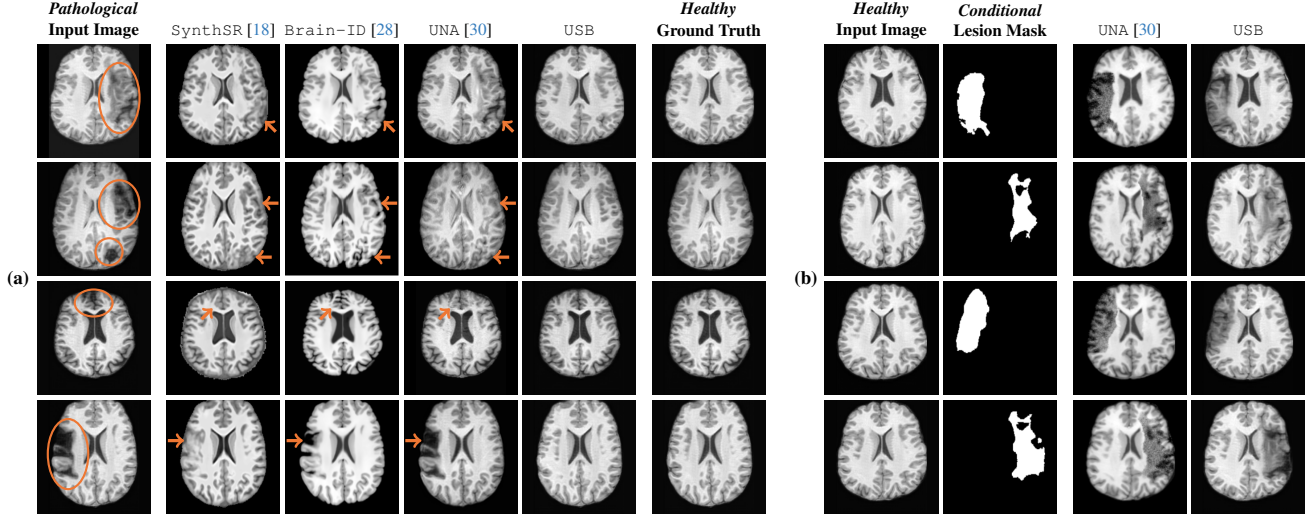 Pathological
Input Image
SynthSR [18]
Brain-ID [28]
UNA [30]
USB
Healthy
Ground Truth
Healthy
Input Image
Conditional
Lesion Mask
UNA [30]
USB
(a)
(b)